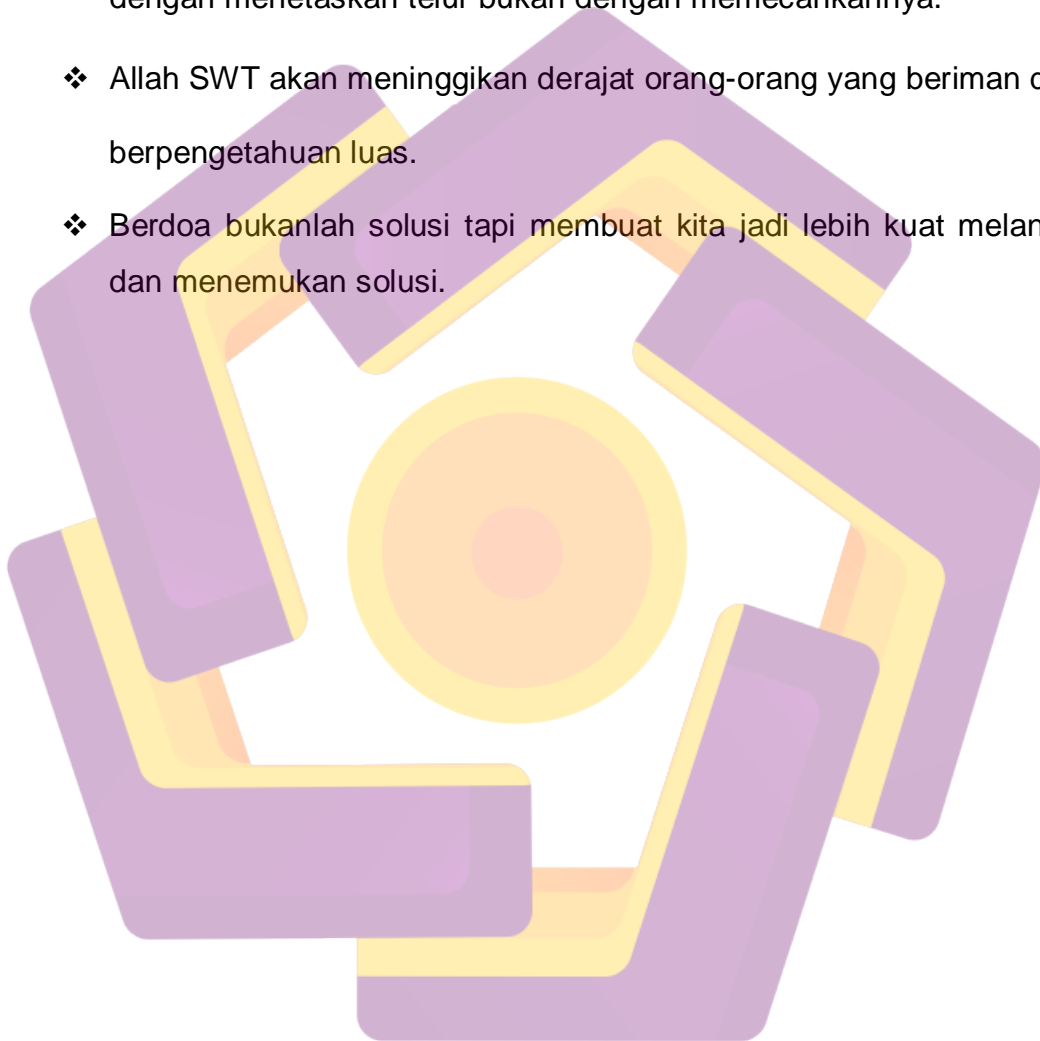 dengan menetaskan telur bukan dengan memecahkannya.
❖ Allah SWT akan meninggikan derajat orang-orang yang beriman
berpengetahuan luas.
❖ Berdoa bukanlah solusi tapi membuat kita jadi lebih kuat
dan menemukan solusi.